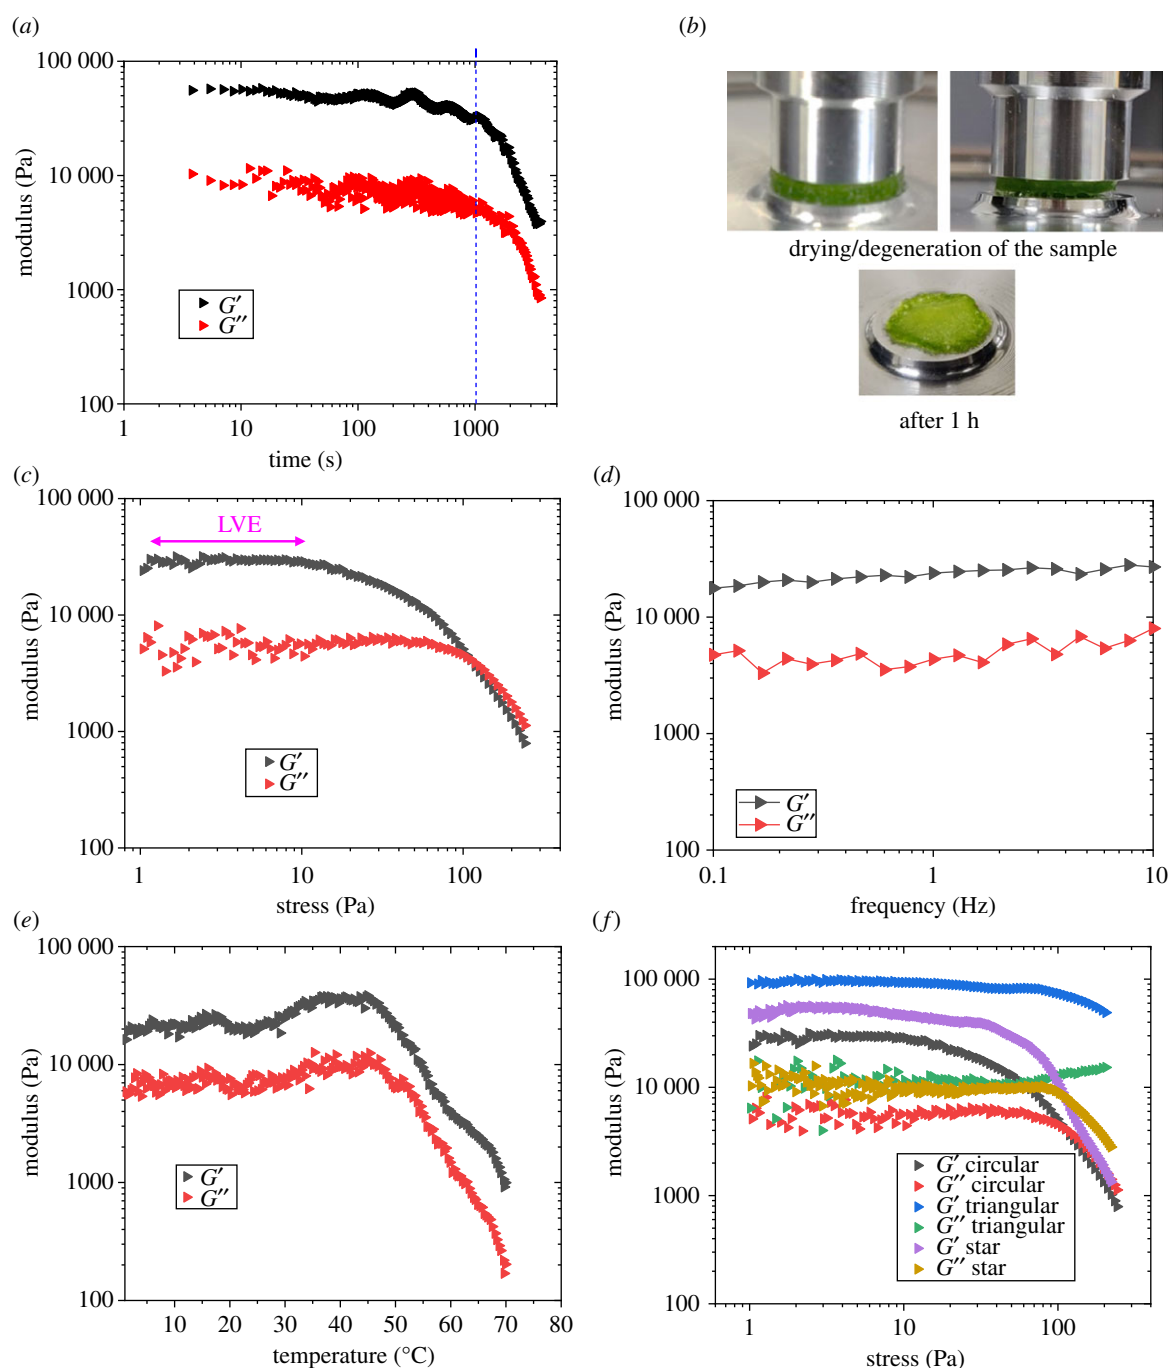 (a)
100 000
10 000
1000
100
modulus (Pa)
G′
G″
1
10
100
1000
time (s)
(b)
drying/degeneration of the sample
after 1 h
(c)
100 000
10 000
1000
100
modulus (Pa)
LVE
G′
G″
1
10
100
stress (Pa)
(d)
100 000
10 000
1000
100
modulus (Pa)
G′
G″
0.1
1
10
frequency (Hz)
(e)
100 000
10 000
1000
100
modulus (Pa)
G′
G″
10
20
30
40
50
60
70
80
temperature (°C)
(f)
100 000
10 000
1000
100
modulus (Pa)
G′ circular
G″ circular
G′ triangular
G″ triangular
G′ star
G″ star
1
10
100
stress (Pa)